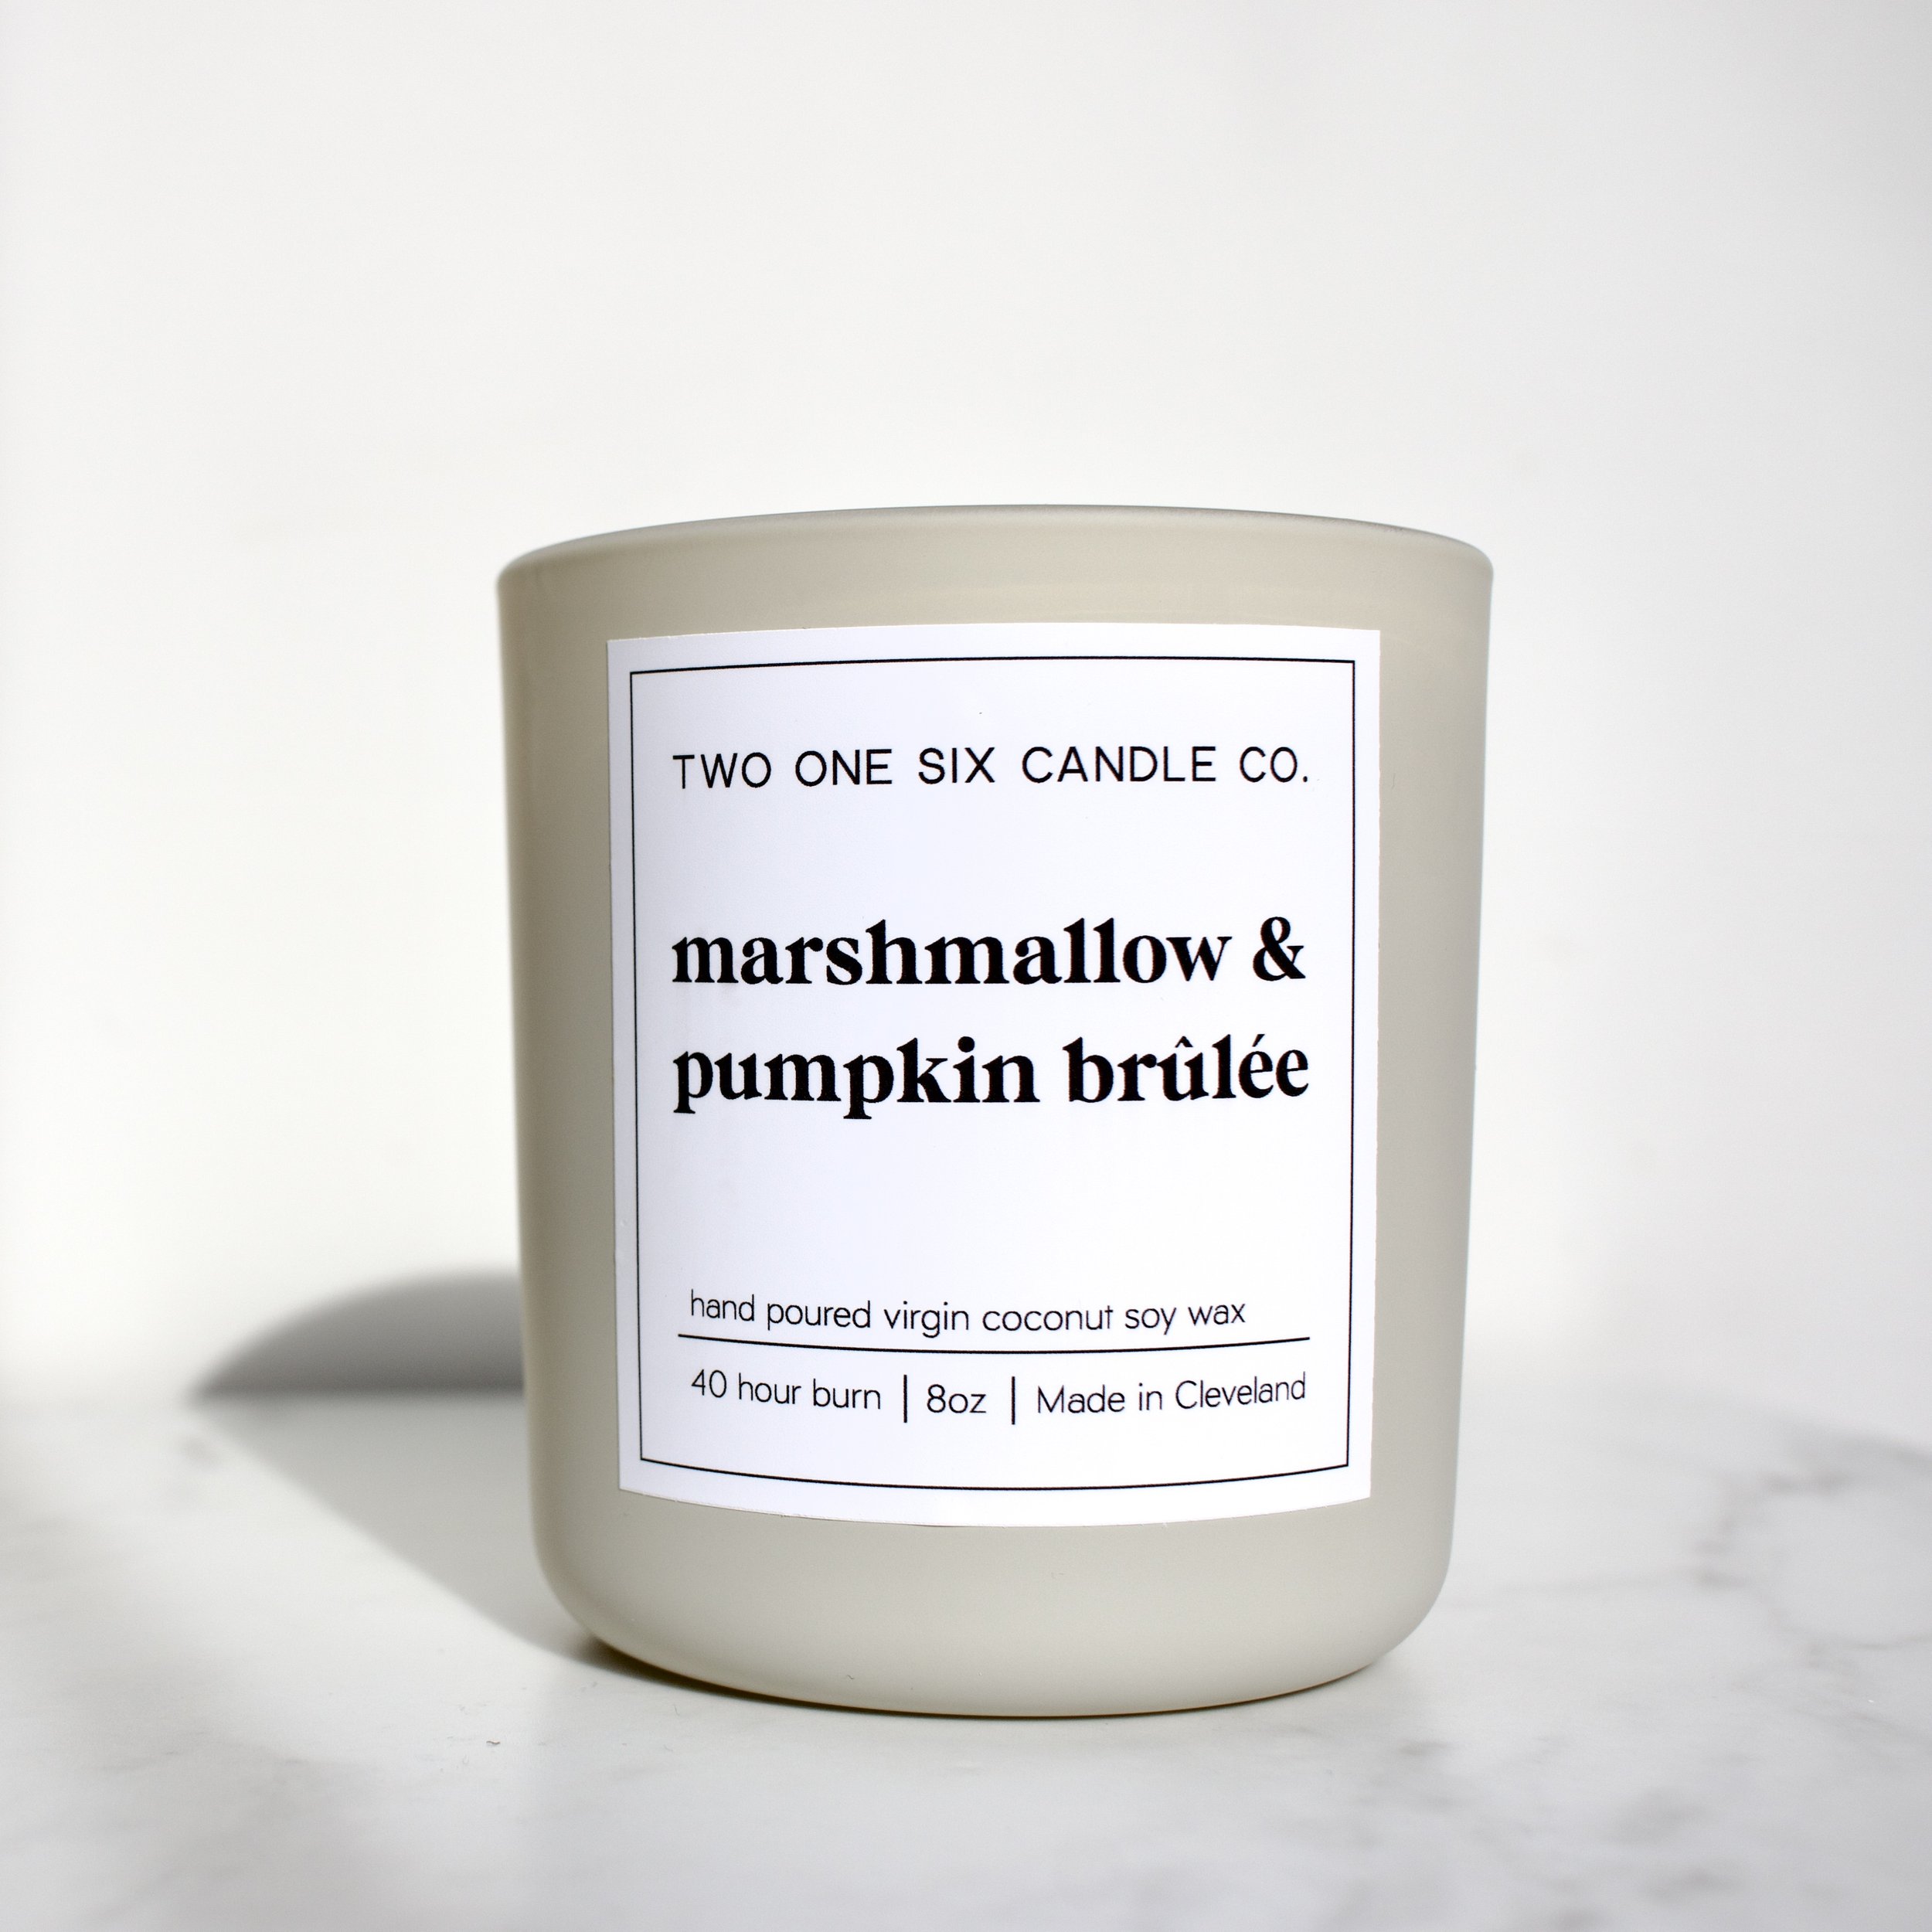 TWO ONE SIX CANDLE CO.
marshmallow &
pumpkin brûlée
hand poured virgin coconut soy wax
40 hour burn | 8oz | Made in Cleveland